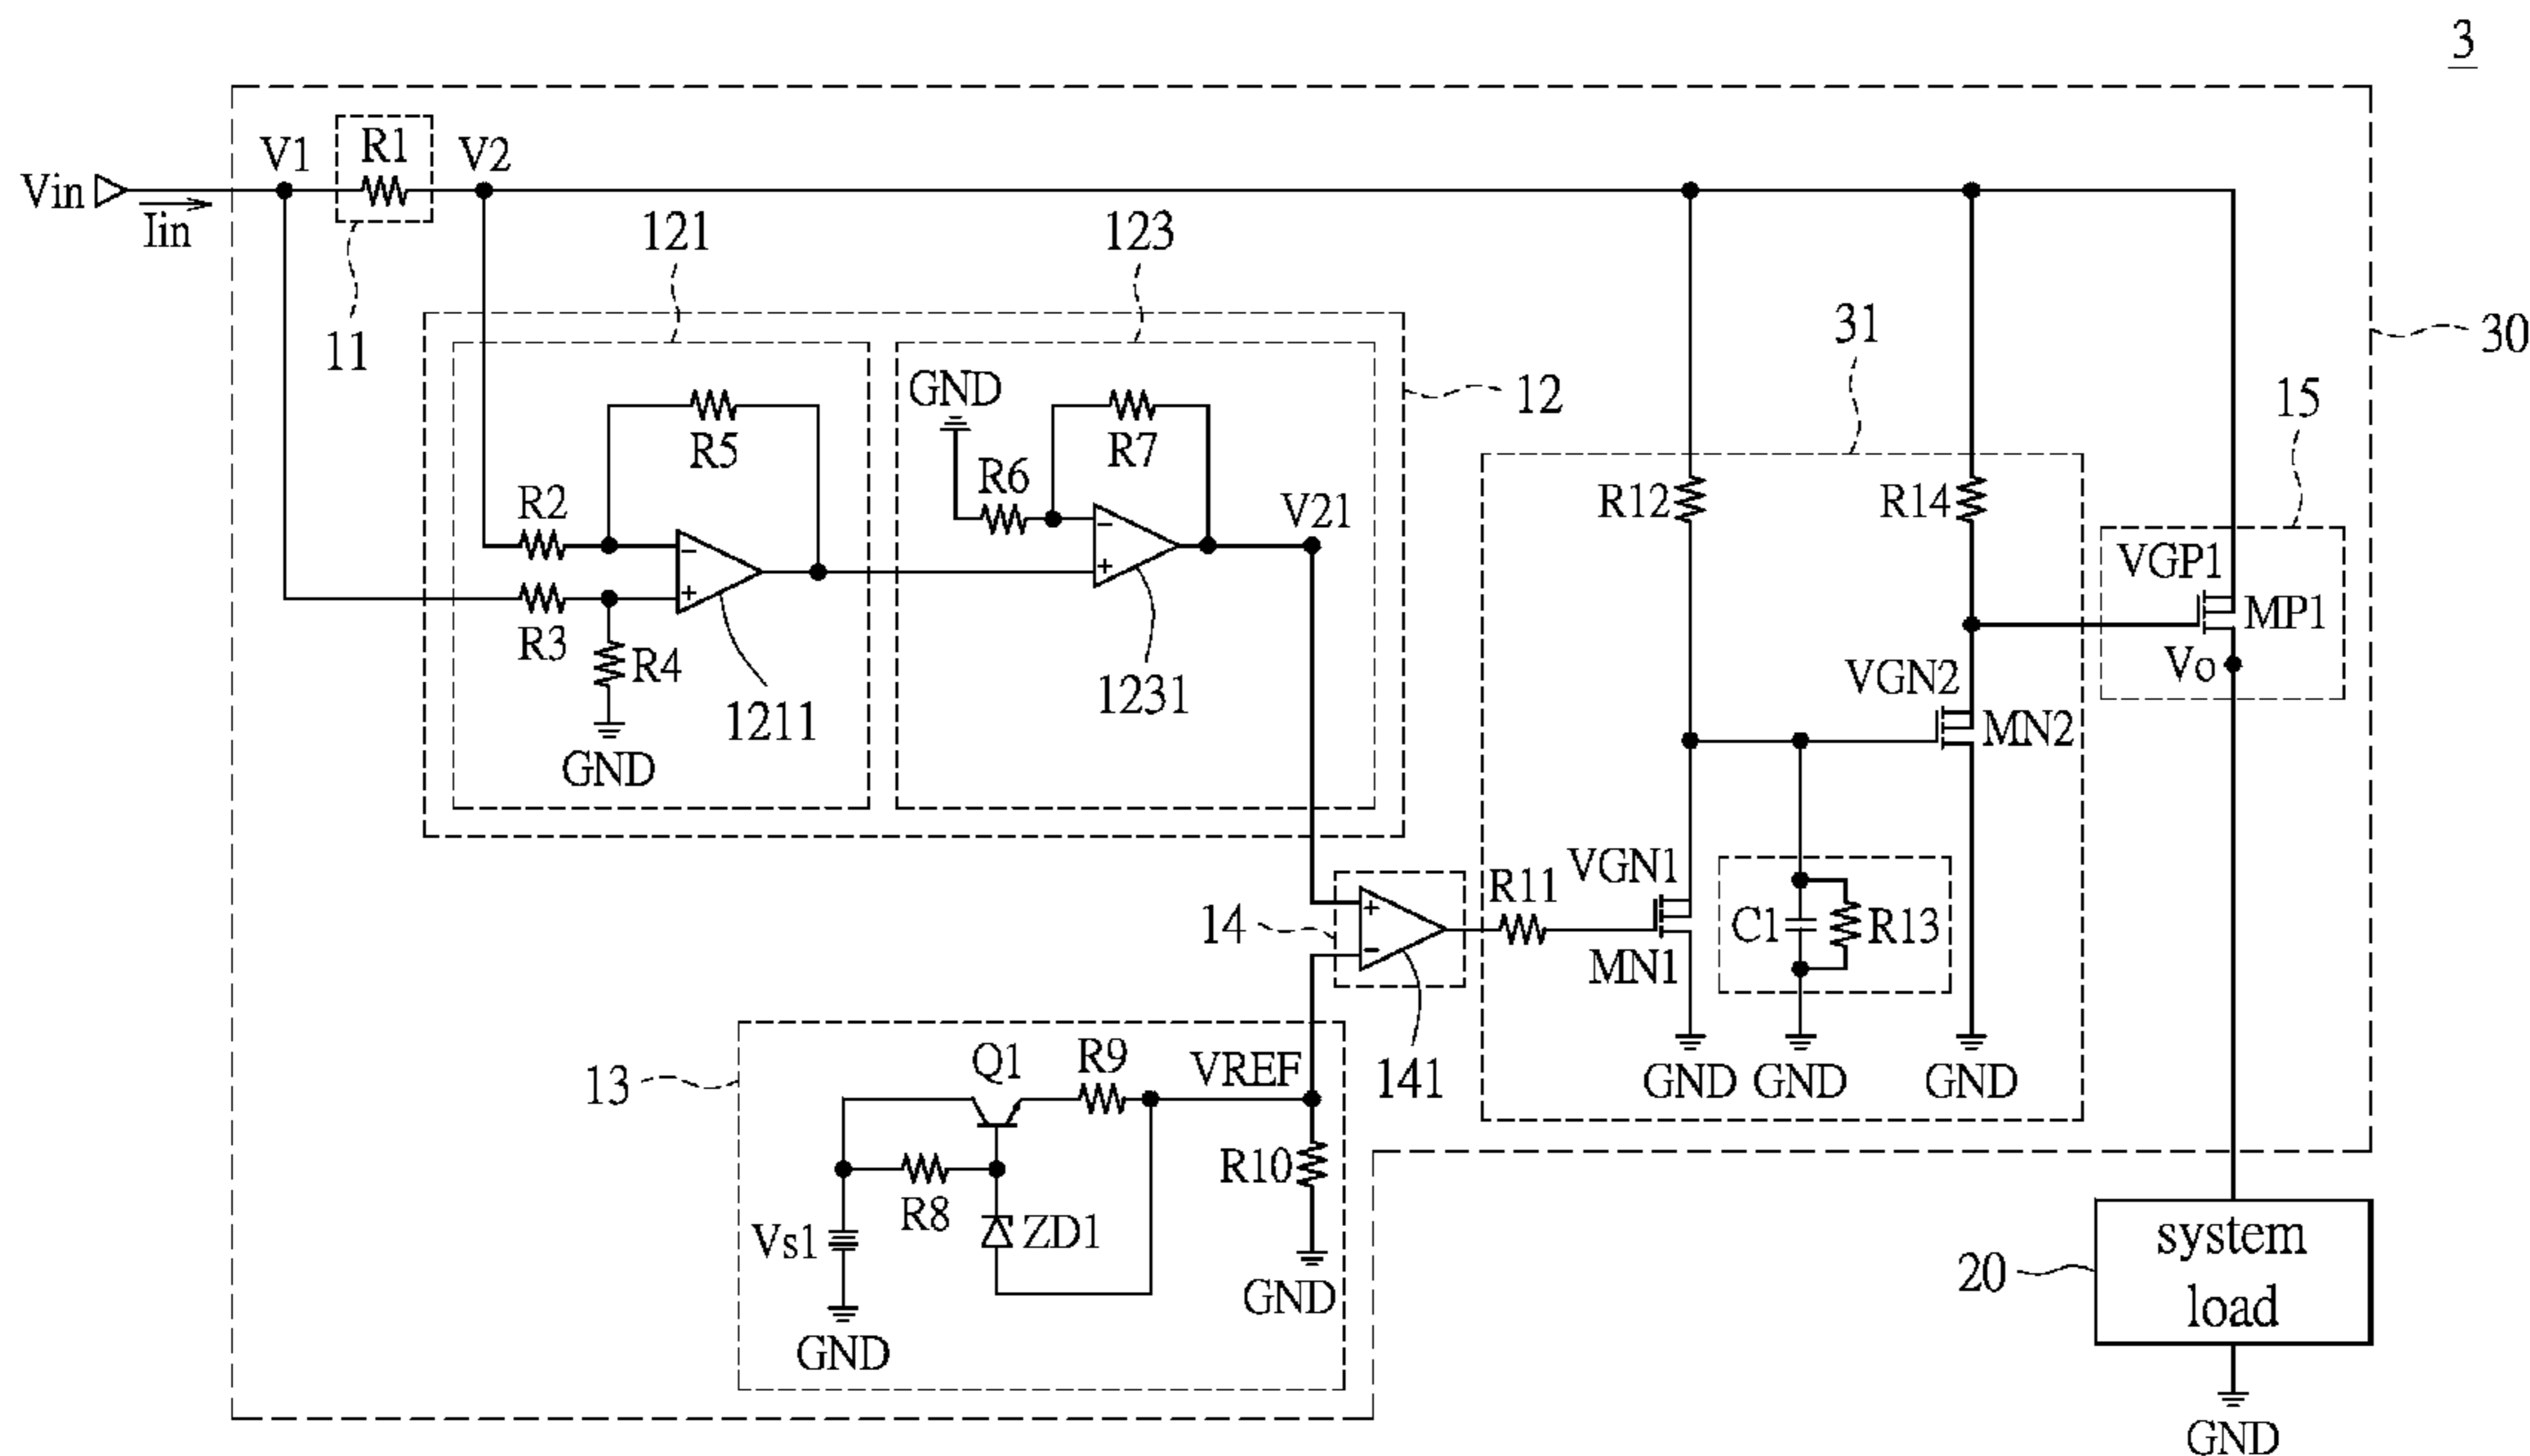 3
V1
R1
V2
Vin
Iin
11
121
123
12
31
30
15
GND
R5
R7
R6
R2
V21
R3
R4
1211
1231
GND
R12
R14
VGP1
MP1
Vo
VGN2
MN2
VGN1
R11
MN1
C1
R13
14
141
GND
GND
GND
13
Q1
R9
VREF
R8
R10
Vs1
ZD1
GND
GND
20
system
load
GND